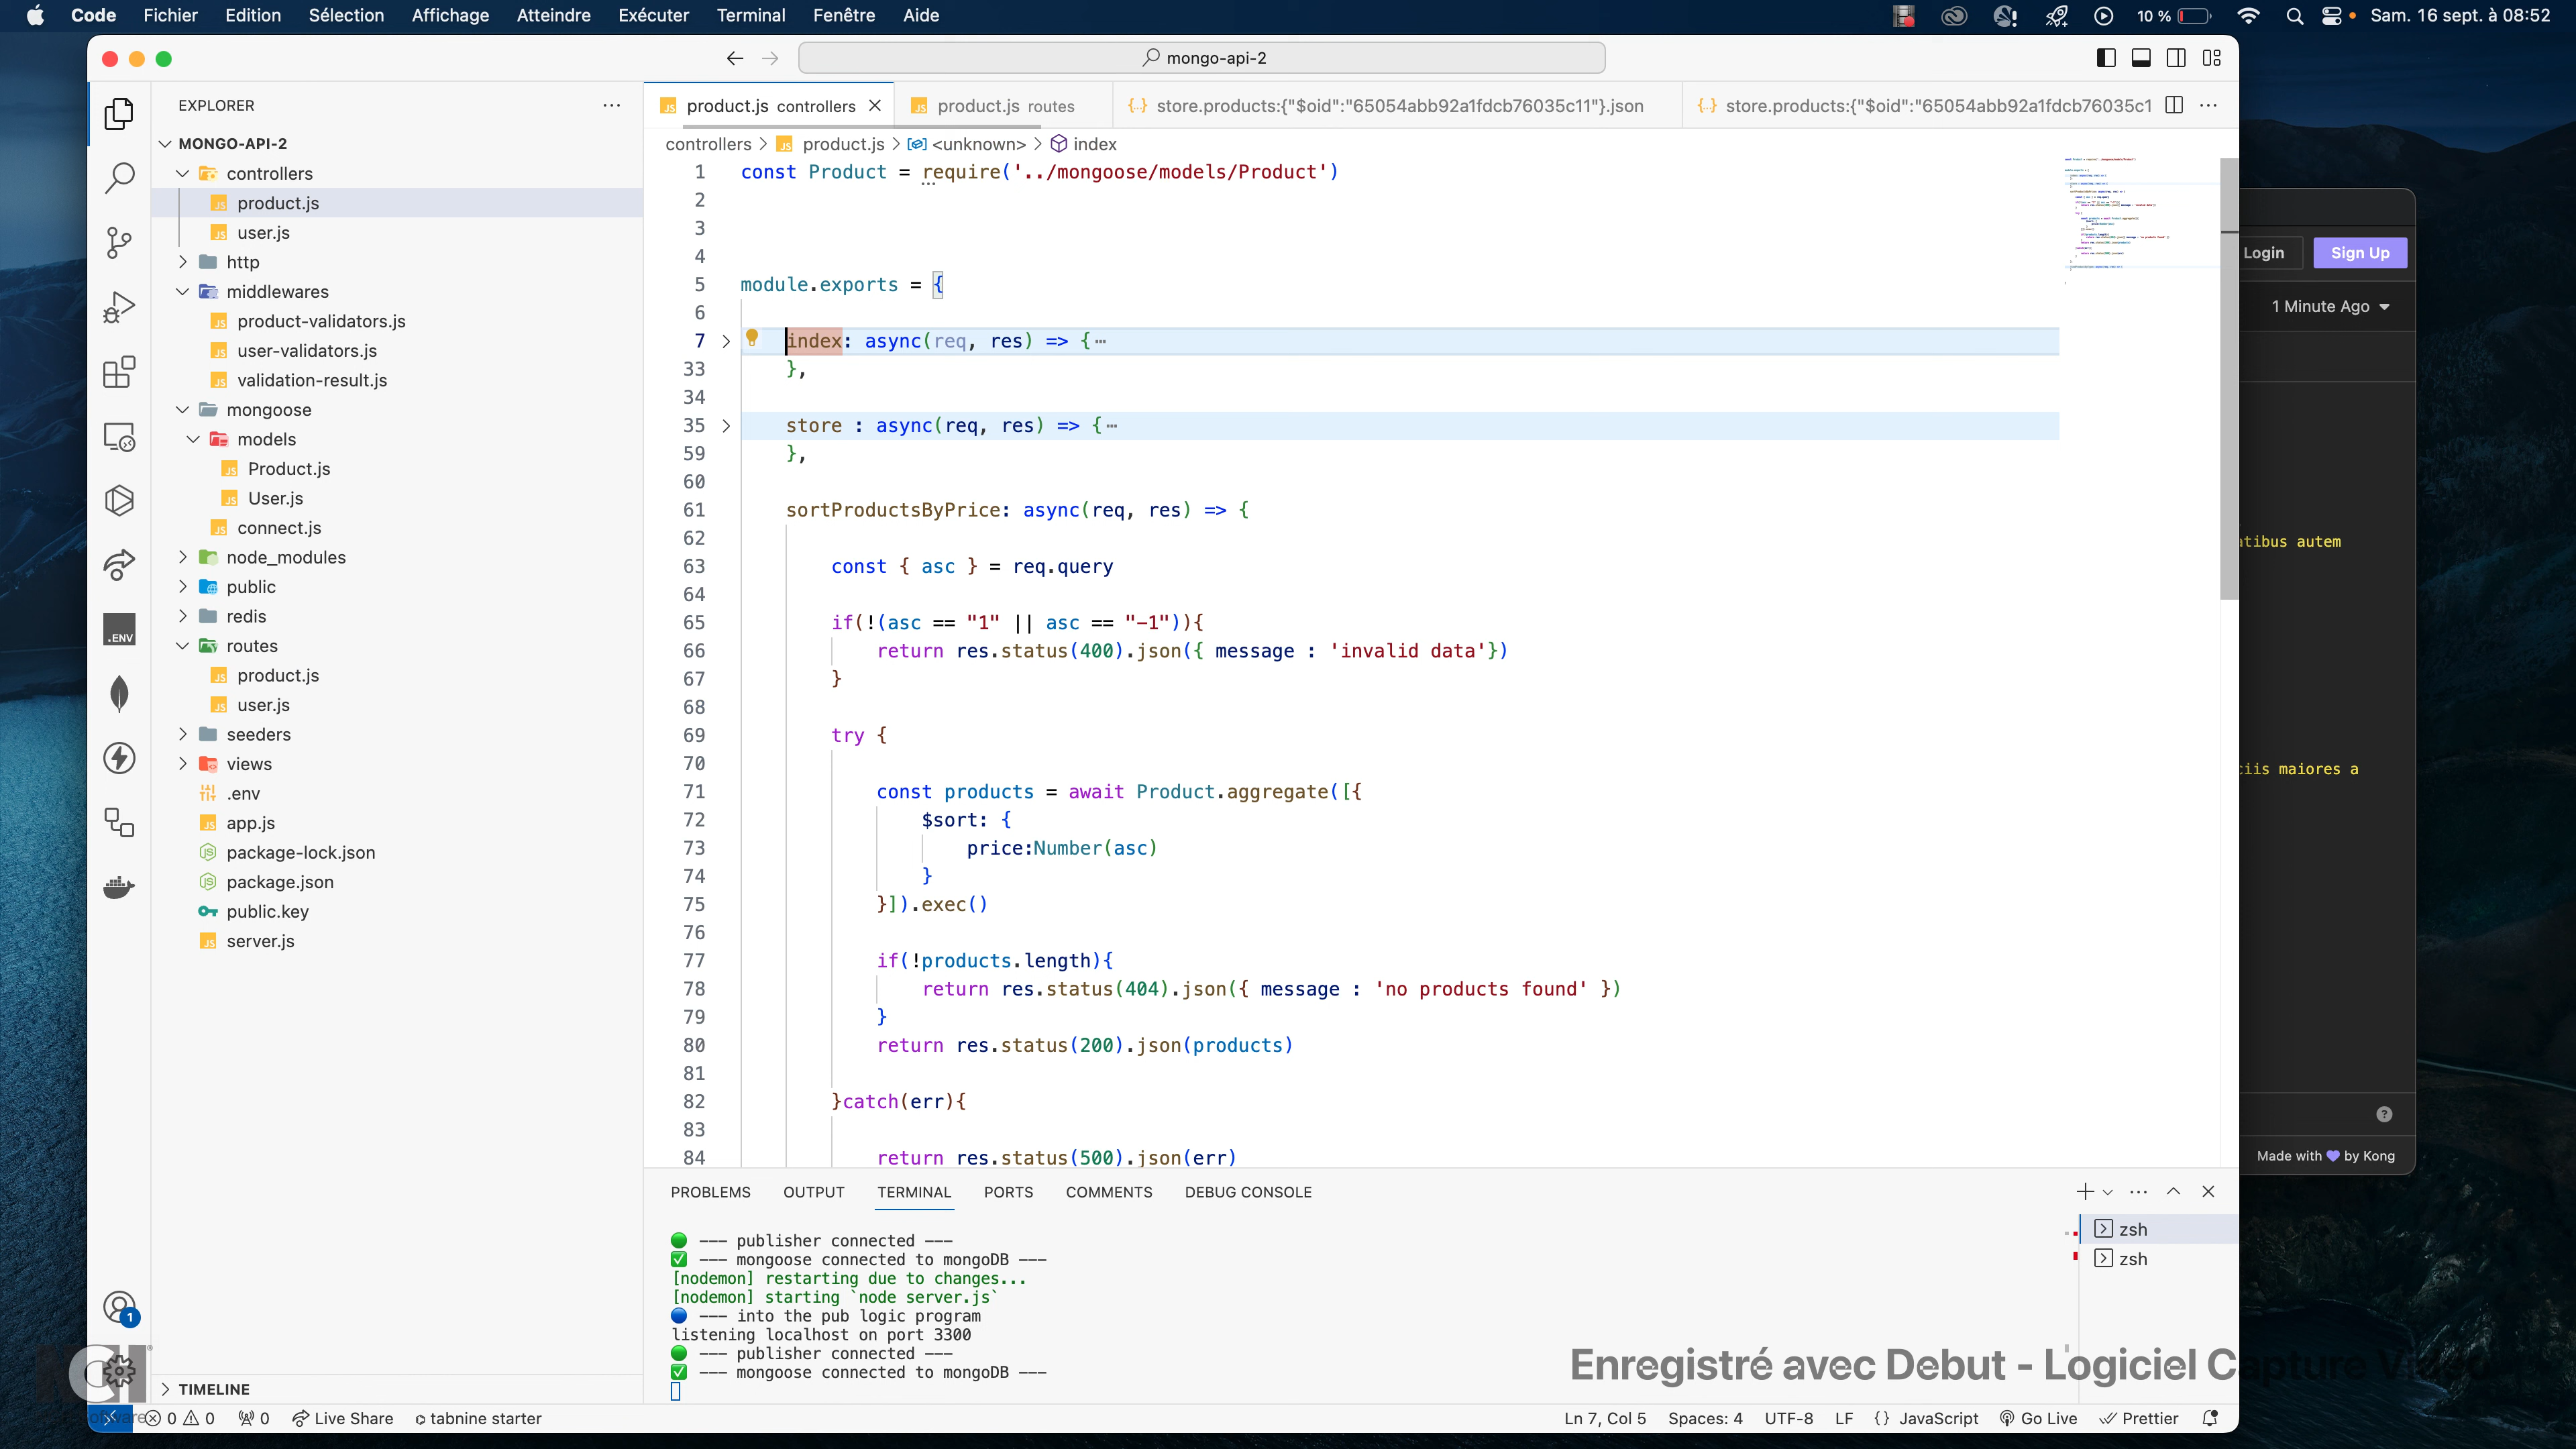 Code Fichier Edition Sélection Affichage Atteindre Exécuter Terminal Fenêtre Aide 10 % Sam. 16 sept. à 08:52
mongo-api-2
EXPLORER
MONGO-API-2
controllers
product.js
user.js
http
middlewares
product-validators.js
user-validators.js
validation-result.js
mongoose
models
Product.js
User.js
connect.js
node_modules
public
redis
routes
product.js
user.js
seeders
views
.env
app.js
package-lock.json
package.json
public.key
server.js
TIMELINE
.ENV
1
product.js controllers product.js routes store.products:{"$oid":"65054abb92a1fdcb76035c11"}.json store.products:{"$oid":"65054abb92a1fdcb76035c1
controllers > product.js > <unknown> > index
1 const Product = require('../mongoose/models/Product')
2
3
4
5 module.exports = {
6
7 index: async(req, res) => {
33 },
34
35 store : async(req, res) => {
59 },
60
61 sortProductsByPrice: async(req, res) => {
62
63 const { asc } = req.query
64
65 if(!(asc == "1" || asc == "-1")){
66 return res.status(400).json({ message : 'invalid data'})
67 }
68
69 try {
70
71 const products = await Product.aggregate([{
72 $sort: {
73 price:Number(asc)
74 }
75 }]).exec()
76
77 if(!products.length){
78 return res.status(404).json({ message : 'no products found' })
79 }
80 return res.status(200).json(products)
81
82 }catch(err){
83
84 return res.status(500).json(err)
PROBLEMS OUTPUT TERMINAL PORTS COMMENTS DEBUG CONSOLE
--- publisher connected ---
--- mongoose connected to mongoDB ---
[nodemon] restarting due to changes...
[nodemon] starting `node server.js`
--- into the pub logic program
listening localhost on port 3300
--- publisher connected ---
--- mongoose connected to mongoDB ---
zsh
zsh
Login Sign Up
1 Minute Ago
atibus autem
ciis maiores a
Made with 💜 by Kong
Enregistré avec Debut - Logiciel Capture
0 0 0 Live Share tabnine starter Ln 7, Col 5 Spaces: 4 UTF-8 LF {} JavaScript Go Live Prettier